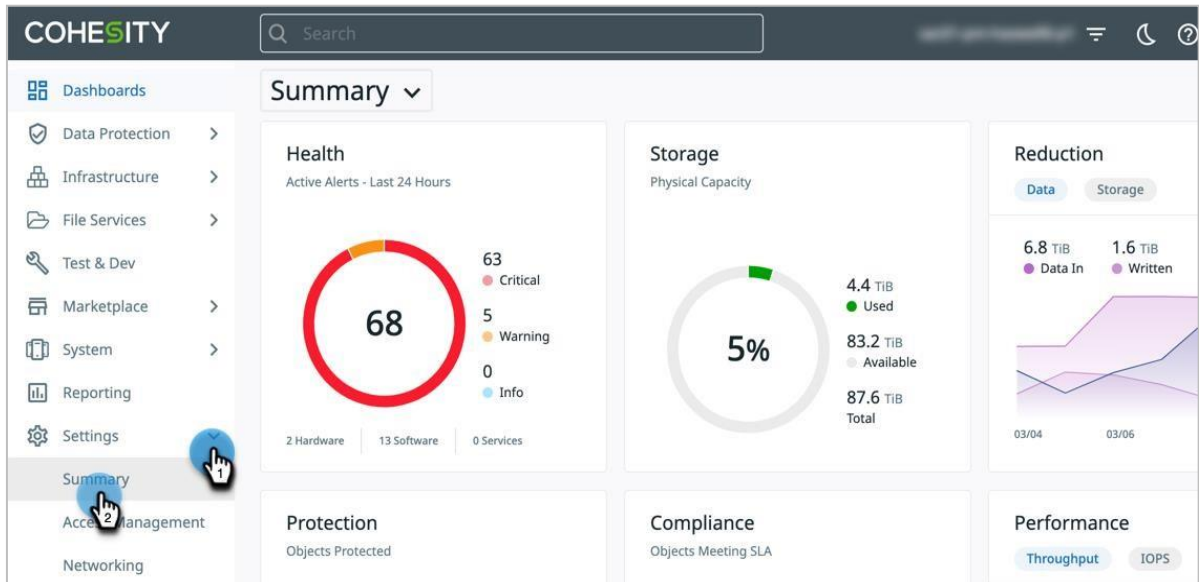 COHESITY
Search
Dashboards
Data Protection
Infrastructure
File Services
Test & Dev
Marketplace
System
Reporting
Settings
1
Summary
2
Access Management
Networking
Summary
Health
Active Alerts - Last 24 Hours
68
63
Critical
5
Warning
0
Info
2 Hardware
13 Software
0 Services
Storage
Physical Capacity
5%
4.4 TiB
Used
83.2 TiB
Available
87.6 TiB
Total
Reduction
Data
Storage
6.8 TiB
Data In
1.6 TiB
Written
03/04
03/06
Protection
Objects Protected
Compliance
Objects Meeting SLA
Performance
Throughput
IOPS